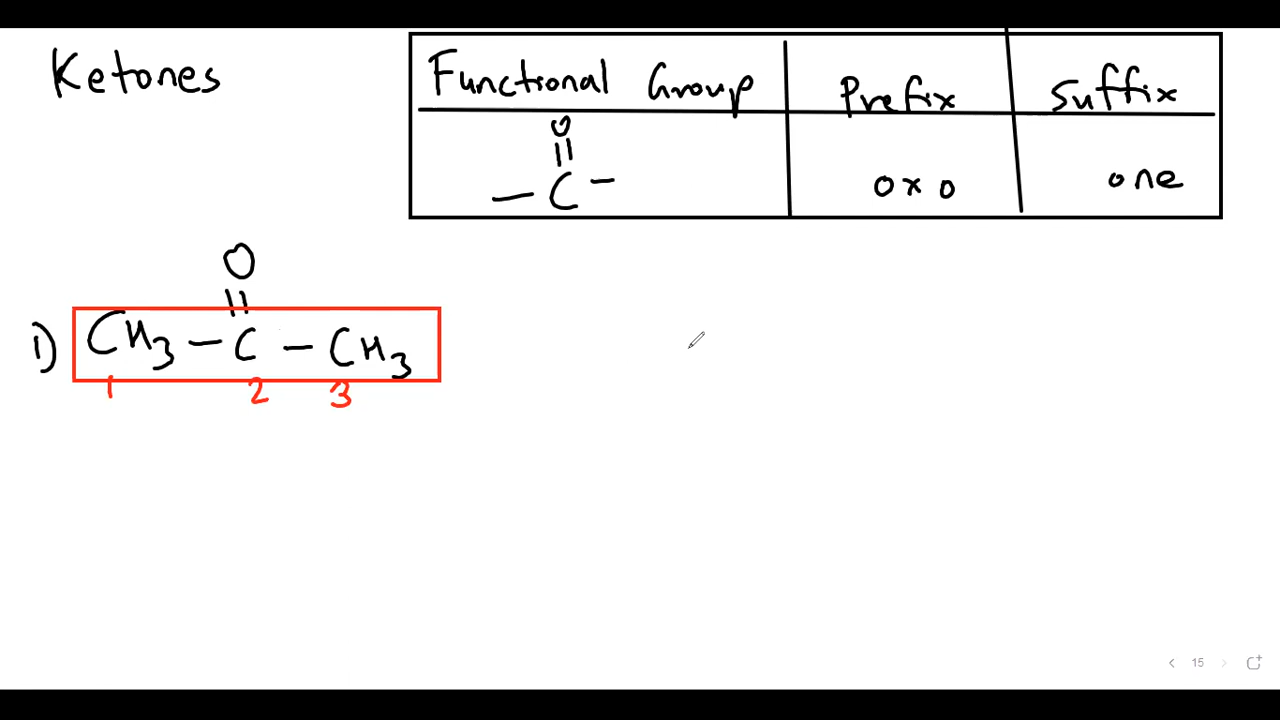 Ketones
Functional Group Prefix Suffix
O
||
— C — oxo one
O
||
1) CH3 — C — CH3
1 2 3
15